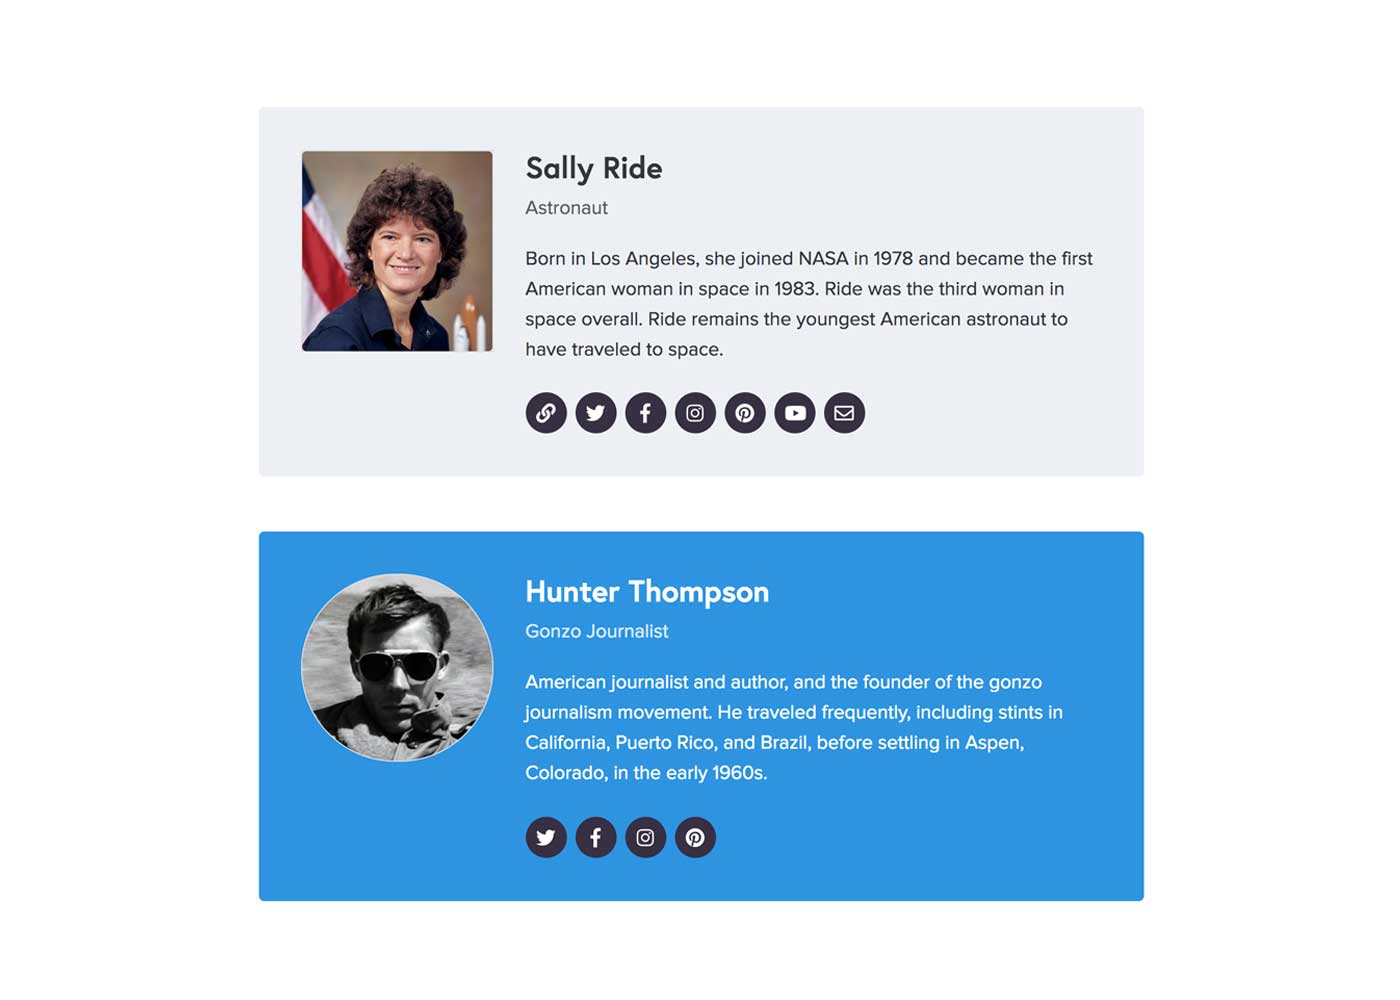 Sally Ride
Astronaut
Born in Los Angeles, she joined NASA in 1978 and became the first
American woman in space in 1983. Ride was the third woman in
space overall. Ride remains the youngest American astronaut to
have traveled to space.
Hunter Thompson
Gonzo Journalist
American journalist and author, and the founder of the gonzo
journalism movement. He traveled frequently, including stints in
California, Puerto Rico, and Brazil, before settling in Aspen,
Colorado, in the early 1960s.